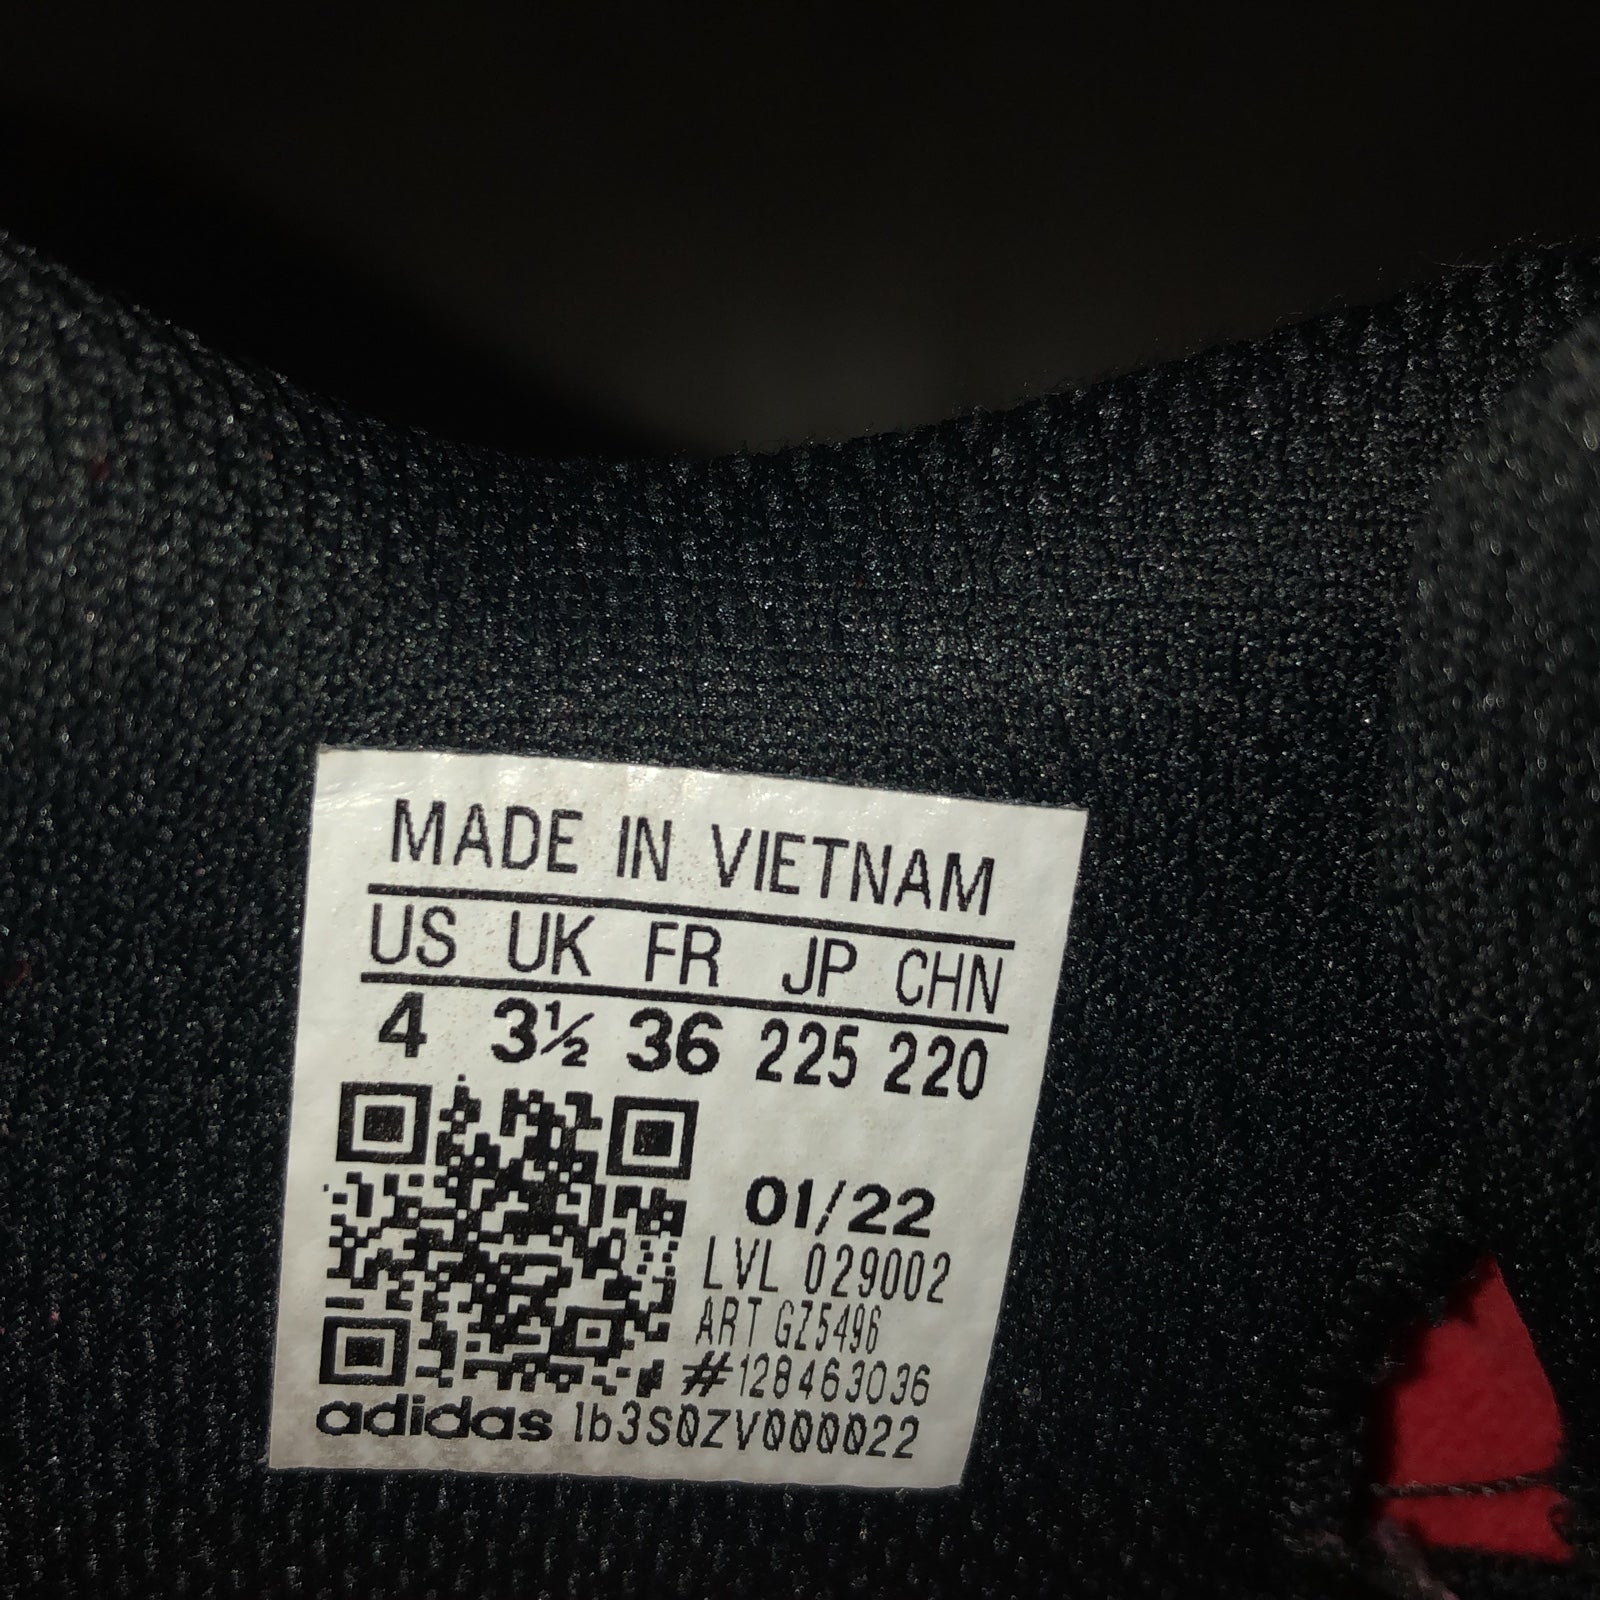 MADE IN VIETNAM
US UK FR JP CHN
4 3½ 36 225 220
01/22
LVL 029002
ART GZ5496
#128463036
adidas 1b3S0ZV000022